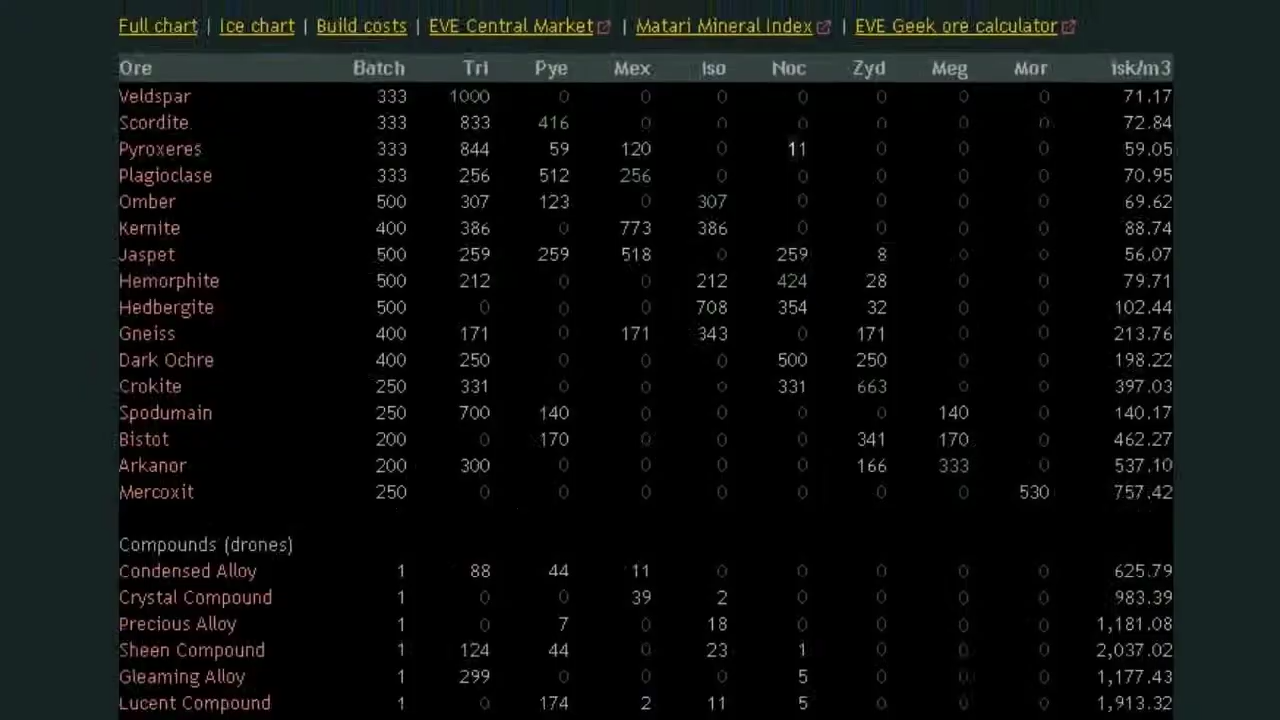 Full chart | Ice chart | Build costs | EVE Central Market | Matari Mineral Index | EVE Geek ore calculator
Ore Batch Tri Pye Mex Iso Noc Zyd Meg Mor isk/m3
Veldspar 333 1000 0 0 0 0 0 0 0 71.17
Scordite 333 833 416 0 0 0 0 0 0 72.84
Pyroxeres 333 844 59 120 0 11 0 0 0 59.05
Plagioclase 333 256 512 256 0 0 0 0 0 70.95
Omber 500 307 123 0 307 0 0 0 0 69.62
Kernite 400 386 0 773 386 0 0 0 0 88.74
Jaspet 500 259 259 518 0 259 8 0 0 56.07
Hemorphite 500 212 0 0 212 424 28 0 0 79.71
Hedbergite 500 0 0 0 708 354 32 0 0 102.44
Gneiss 400 171 0 171 343 0 171 0 0 213.76
Dark Ochre 400 250 0 0 0 500 250 0 0 198.22
Crokite 250 331 0 0 0 331 663 0 0 397.03
Spodumain 250 700 140 0 0 0 0 140 0 140.17
Bistot 200 0 170 0 0 0 341 170 0 462.27
Arkanor 200 300 0 0 0 0 166 333 0 537.10
Mercoxit 250 0 0 0 0 0 0 0 530 757.42
Compounds (drones)
Condensed Alloy 1 88 44 11 0 0 0 0 0 625.79
Crystal Compound 1 0 0 39 2 0 0 0 0 983.39
Precious Alloy 1 0 7 0 18 0 0 0 0 1,181.08
Sheen Compound 1 124 44 0 23 1 0 0 0 2,037.02
Gleaming Alloy 1 299 0 0 0 5 0 0 0 1,177.43
Lucent Compound 1 0 174 2 11 5 0 0 0 1,913.32